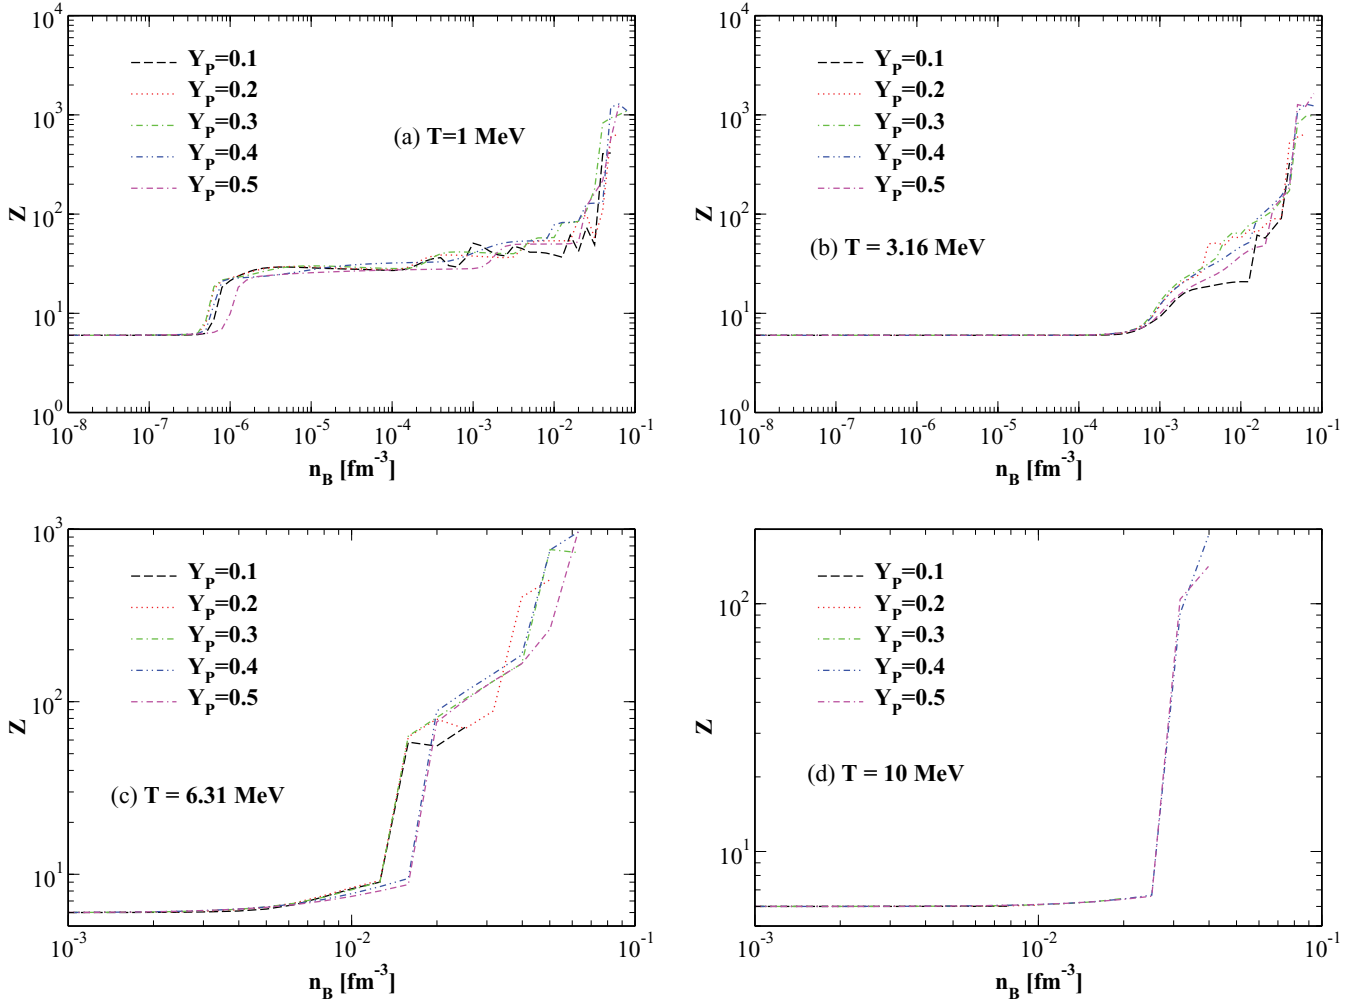 10^4
10^3
10^2
10^1
10^0
Z
Y_P=0.1
Y_P=0.2
Y_P=0.3
Y_P=0.4
Y_P=0.5
(a) T=1 MeV
10^-8 10^-7 10^-6 10^-5 10^-4 10^-3 10^-2 10^-1
n_B [fm^-3]
10^4
10^3
10^2
10^1
10^0
Z
Y_P=0.1
Y_P=0.2
Y_P=0.3
Y_P=0.4
Y_P=0.5
(b) T = 3.16 MeV
10^-8 10^-7 10^-6 10^-5 10^-4 10^-3 10^-2 10^-1
n_B [fm^-3]
10^3
10^2
10^1
Z
Y_P=0.1
Y_P=0.2
Y_P=0.3
Y_P=0.4
Y_P=0.5
(c) T = 6.31 MeV
10^-3 10^-2 10^-1
n_B [fm^-3]
10^2
10^1
Z
Y_P=0.1
Y_P=0.2
Y_P=0.3
Y_P=0.4
Y_P=0.5
(d) T = 10 MeV
10^-3 10^-2 10^-1
n_B [fm^-3]